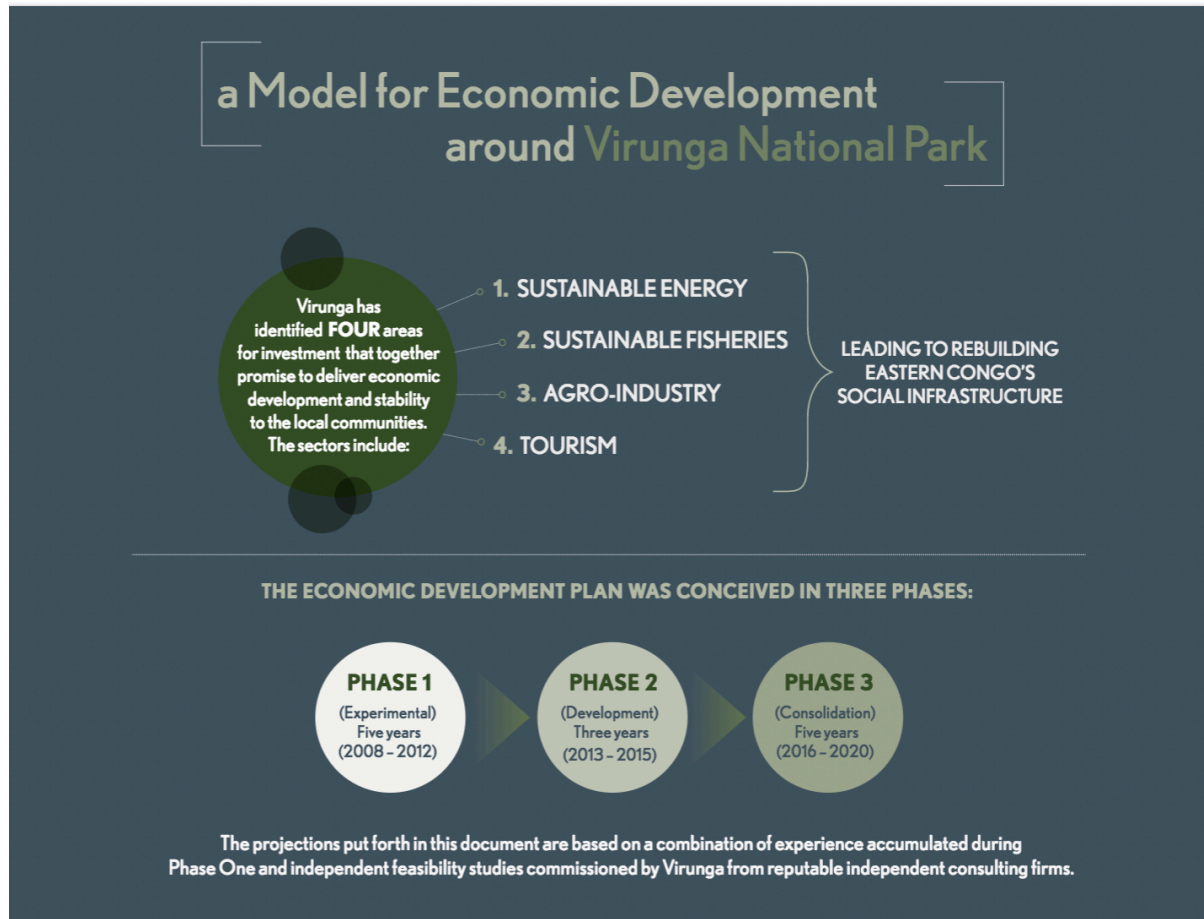 a Model for Economic Development
around Virunga National Park
Virunga has
identified FOUR areas
for investment that together
promise to deliver economic
development and stability
to the local communities.
The sectors include:
1. SUSTAINABLE ENERGY
2. SUSTAINABLE FISHERIES
3. AGRO-INDUSTRY
4. TOURISM
LEADING TO REBUILDING
EASTERN CONGO'S
SOCIAL INFRASTRUCTURE
THE ECONOMIC DEVELOPMENT PLAN WAS CONCEIVED IN THREE PHASES:
PHASE 1
(Experimental)
Five years
(2008 – 2012)
PHASE 2
(Development)
Three years
(2013 – 2015)
PHASE 3
(Consolidation)
Five years
(2016 – 2020)
The projections put forth in this document are based on a combination of experience accumulated during
Phase One and independent feasibility studies commissioned by Virunga from reputable independent consulting firms.